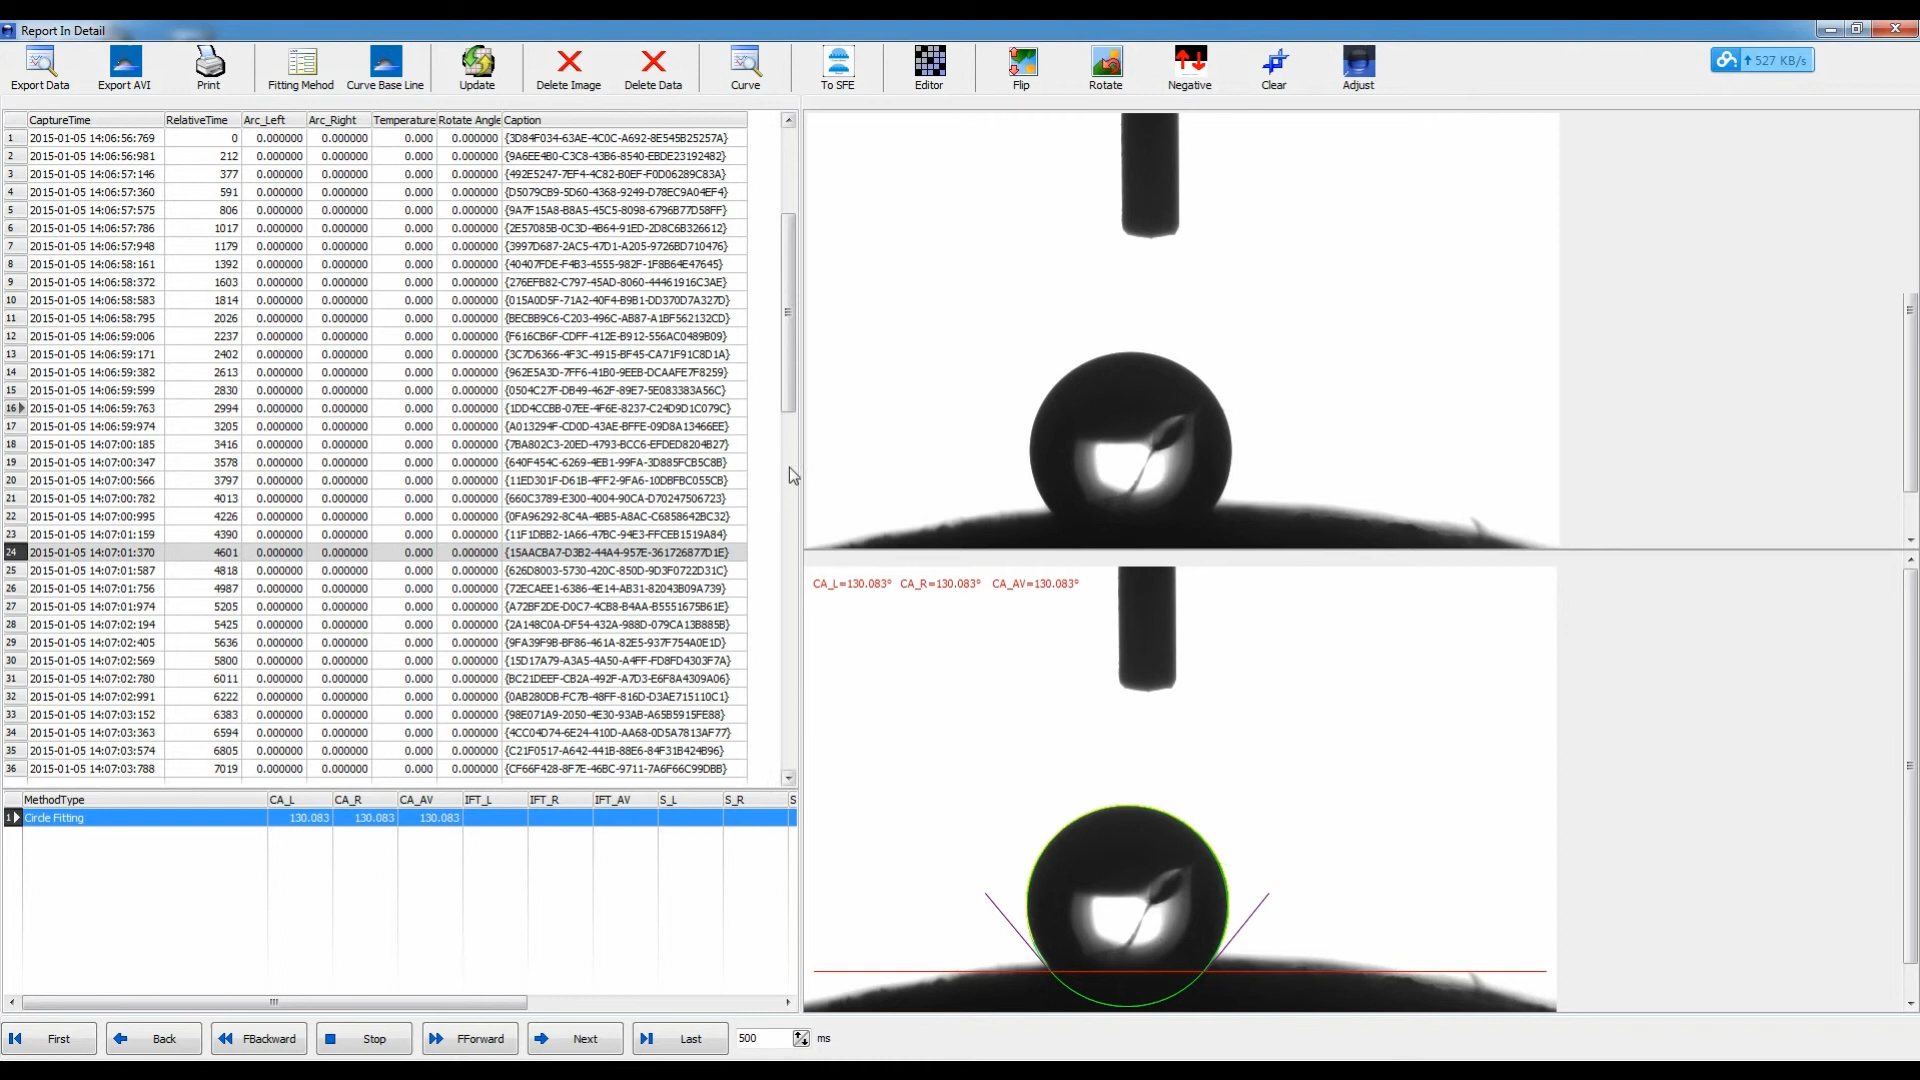 Report In Detail
Export Data Export AVI Print Fitting Mehod Curve Base Line Update Delete Image Delete Data Curve To SFE Editor Flip Rotate Negative Clear Adjust
527 KB/s
CaptureTime RelativeTime Arc_Left Arc_Right Temperature Rotate Angle Caption
1 2015-01-05 14:06:56:769 0 0.000000 0.000000 0.000 0.000000 {3D84F034-63AE-4C0C-A692-8E545B25257A}
2 2015-01-05 14:06:56:981 212 0.000000 0.000000 0.000 0.000000 {9A6EE4B0-C3C8-43B6-8540-EBDE23192482}
3 2015-01-05 14:06:57:146 377 0.000000 0.000000 0.000 0.000000 {492E5247-7EF4-4C82-B0EF-F0D06289C83A}
4 2015-01-05 14:06:57:360 591 0.000000 0.000000 0.000 0.000000 {D5079CB9-5D60-4368-9249-D78EC9A04EF4}
5 2015-01-05 14:06:57:575 806 0.000000 0.000000 0.000 0.000000 {9A7F15A8-B8A5-45C5-8098-6796B77D58FF}
6 2015-01-05 14:06:57:786 1017 0.000000 0.000000 0.000 0.000000 {2E57085B-0C3D-4B64-91ED-2D8C6B326612}
7 2015-01-05 14:06:57:948 1179 0.000000 0.000000 0.000 0.000000 {3997D687-2AC5-47D1-A205-9726BD710476}
8 2015-01-05 14:06:58:161 1392 0.000000 0.000000 0.000 0.000000 {40407FDE-F4B3-4555-982F-1F8B64E47645}
9 2015-01-05 14:06:58:372 1603 0.000000 0.000000 0.000 0.000000 {276EFB82-C797-45AD-8060-44461916C3AE}
10 2015-01-05 14:06:58:583 1814 0.000000 0.000000 0.000 0.000000 {015A0D5F-71A2-40F4-B9B1-DD370D7A327D}
11 2015-01-05 14:06:58:795 2026 0.000000 0.000000 0.000 0.000000 {BECBB9C6-C203-496C-AB87-A1BF562132CD}
12 2015-01-05 14:06:59:006 2237 0.000000 0.000000 0.000 0.000000 {F616CB6F-CDFF-412E-B912-556AC0489B09}
13 2015-01-05 14:06:59:171 2402 0.000000 0.000000 0.000 0.000000 {3C7D6366-4F3C-4915-BF45-CA71F91C8D1A}
14 2015-01-05 14:06:59:382 2613 0.000000 0.000000 0.000 0.000000 {962E5A3D-7FF6-41B0-9EEB-DCAAFE7F8259}
15 2015-01-05 14:06:59:599 2830 0.000000 0.000000 0.000 0.000000 {0504C27F-DB49-462F-89E7-5E083383A56C}
16 2015-01-05 14:06:59:763 2994 0.000000 0.000000 0.000 0.000000 {1DD4CCBB-07EE-4F6E-8237-C24D9D1C079C}
17 2015-01-05 14:06:59:974 3205 0.000000 0.000000 0.000 0.000000 {A013294F-CD0D-43AE-BFFE-09D8A13466EE}
18 2015-01-05 14:07:00:185 3416 0.000000 0.000000 0.000 0.000000 {7BA802C3-20ED-4793-BCC6-EFDED8204B27}
19 2015-01-05 14:07:00:347 3578 0.000000 0.000000 0.000 0.000000 {640F454C-6269-4EB1-99FA-3D885FCB5C8B}
20 2015-01-05 14:07:00:566 3797 0.000000 0.000000 0.000 0.000000 {11ED301F-D61B-4FF2-9FA6-10DBFBC055CB}
21 2015-01-05 14:07:00:782 4013 0.000000 0.000000 0.000 0.000000 {660C3789-E300-4004-90CA-D70247506723}
22 2015-01-05 14:07:00:995 4226 0.000000 0.000000 0.000 0.000000 {0FA96292-8C4A-4BB5-A8AC-C6858642BC32}
23 2015-01-05 14:07:01:159 4390 0.000000 0.000000 0.000 0.000000 {11F1DBB2-1A66-47BC-94E3-FFCEB1519A84}
24 2015-01-05 14:07:01:370 4601 0.000000 0.000000 0.000 0.000000 {15AACBA7-D3B2-44A4-957E-361726877D1E}
25 2015-01-05 14:07:01:587 4818 0.000000 0.000000 0.000 0.000000 {626D8003-5730-420C-850D-9D3F0722D31C}
26 2015-01-05 14:07:01:756 4987 0.000000 0.000000 0.000 0.000000 {72ECAEE1-6386-4E14-AB31-82043B09A739}
27 2015-01-05 14:07:01:974 5205 0.000000 0.000000 0.000 0.000000 {A72BF2DE-D0C7-4CB8-B4AA-B5551675B61E}
28 2015-01-05 14:07:02:194 5425 0.000000 0.000000 0.000 0.000000 {2A148C0A-DF54-432A-988D-079CA13B885B}
29 2015-01-05 14:07:02:405 5636 0.000000 0.000000 0.000 0.000000 {9FA39F9B-BF86-461A-82E5-937F754A0E1D}
30 2015-01-05 14:07:02:569 5800 0.000000 0.000000 0.000 0.000000 {15D17A79-A3A5-4A50-A4FF-FD8FD4303F7A}
31 2015-01-05 14:07:02:780 6011 0.000000 0.000000 0.000 0.000000 {BC21DEEF-CB2A-492F-A7D3-E6F8A4309A06}
32 2015-01-05 14:07:02:991 6222 0.000000 0.000000 0.000 0.000000 {0AB280DB-FC7B-48FF-816D-D3AE715110C1}
33 2015-01-05 14:07:03:152 6383 0.000000 0.000000 0.000 0.000000 {98E071A9-2050-4E30-93AB-A65B5915FE88}
34 2015-01-05 14:07:03:363 6594 0.000000 0.000000 0.000 0.000000 {4CC04D74-6E24-410D-AA68-0D5A7813AF77}
35 2015-01-05 14:07:03:574 6805 0.000000 0.000000 0.000 0.000000 {C21F0517-A642-441B-88E6-84F31B424B96}
36 2015-01-05 14:07:03:788 7019 0.000000 0.000000 0.000 0.000000 {CF66F428-8F7E-46BC-9711-7A6F66C99DBB}
CA_L=130.083° CA_R=130.083° CA_AV=130.083°
MethodType CA_L CA_R CA_AV IFT_L IFT_R IFT_AV S_L S_R S
1 Circle Fitting 130.083 130.083 130.083
First Back FBackward Stop FForward Next Last 500 ms